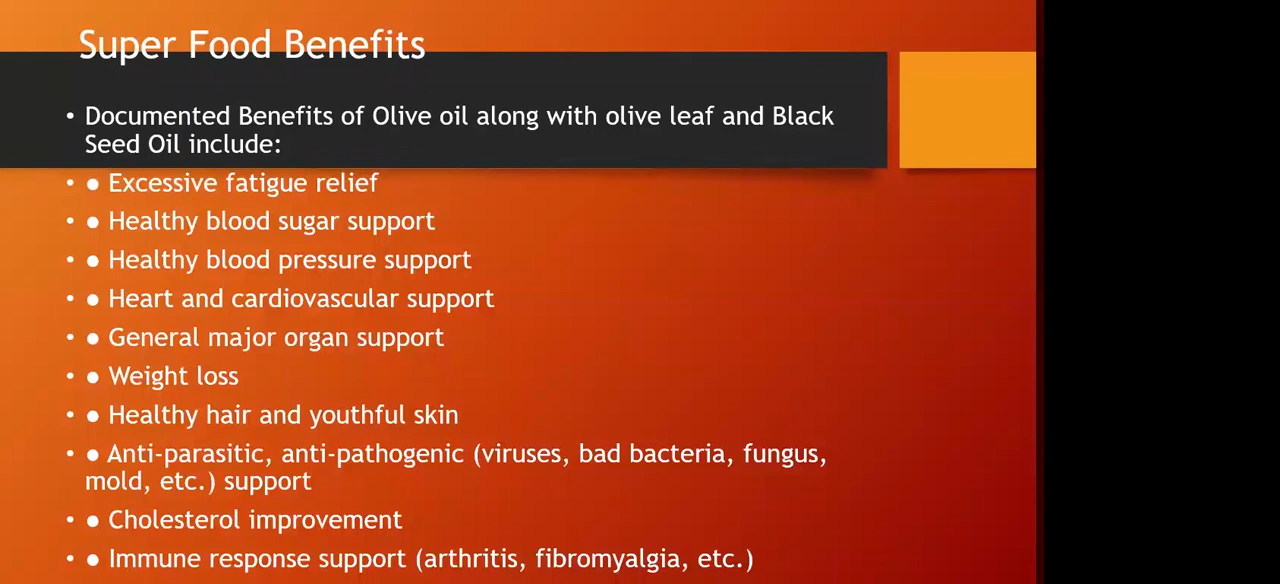 Super Food Benefits
• Documented Benefits of Olive oil along with olive leaf and Black
Seed Oil include:
• ● Excessive fatigue relief
• ● Healthy blood sugar support
• ● Healthy blood pressure support
• ● Heart and cardiovascular support
• ● General major organ support
• ● Weight loss
• ● Healthy hair and youthful skin
• ● Anti-parasitic, anti-pathogenic (viruses, bad bacteria, fungus,
mold, etc.) support
• ● Cholesterol improvement
• ● Immune response support (arthritis, fibromyalgia, etc.)